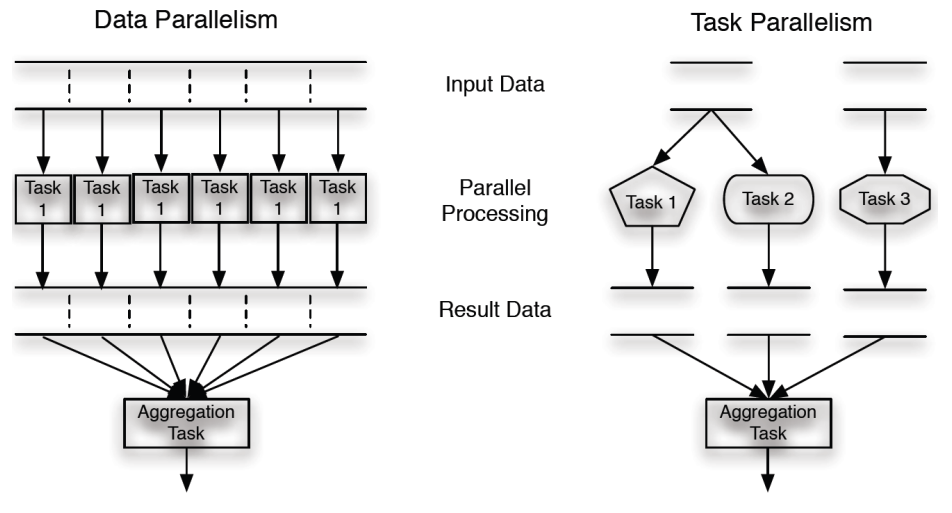 Data Parallelism
Task Parallelism
Input Data
Task
1
Task
1
Task
1
Task
1
Task
1
Task
1
Parallel
Processing
Task 1
Task 2
Task 3
Result Data
Aggregation
Task
Aggregation
Task